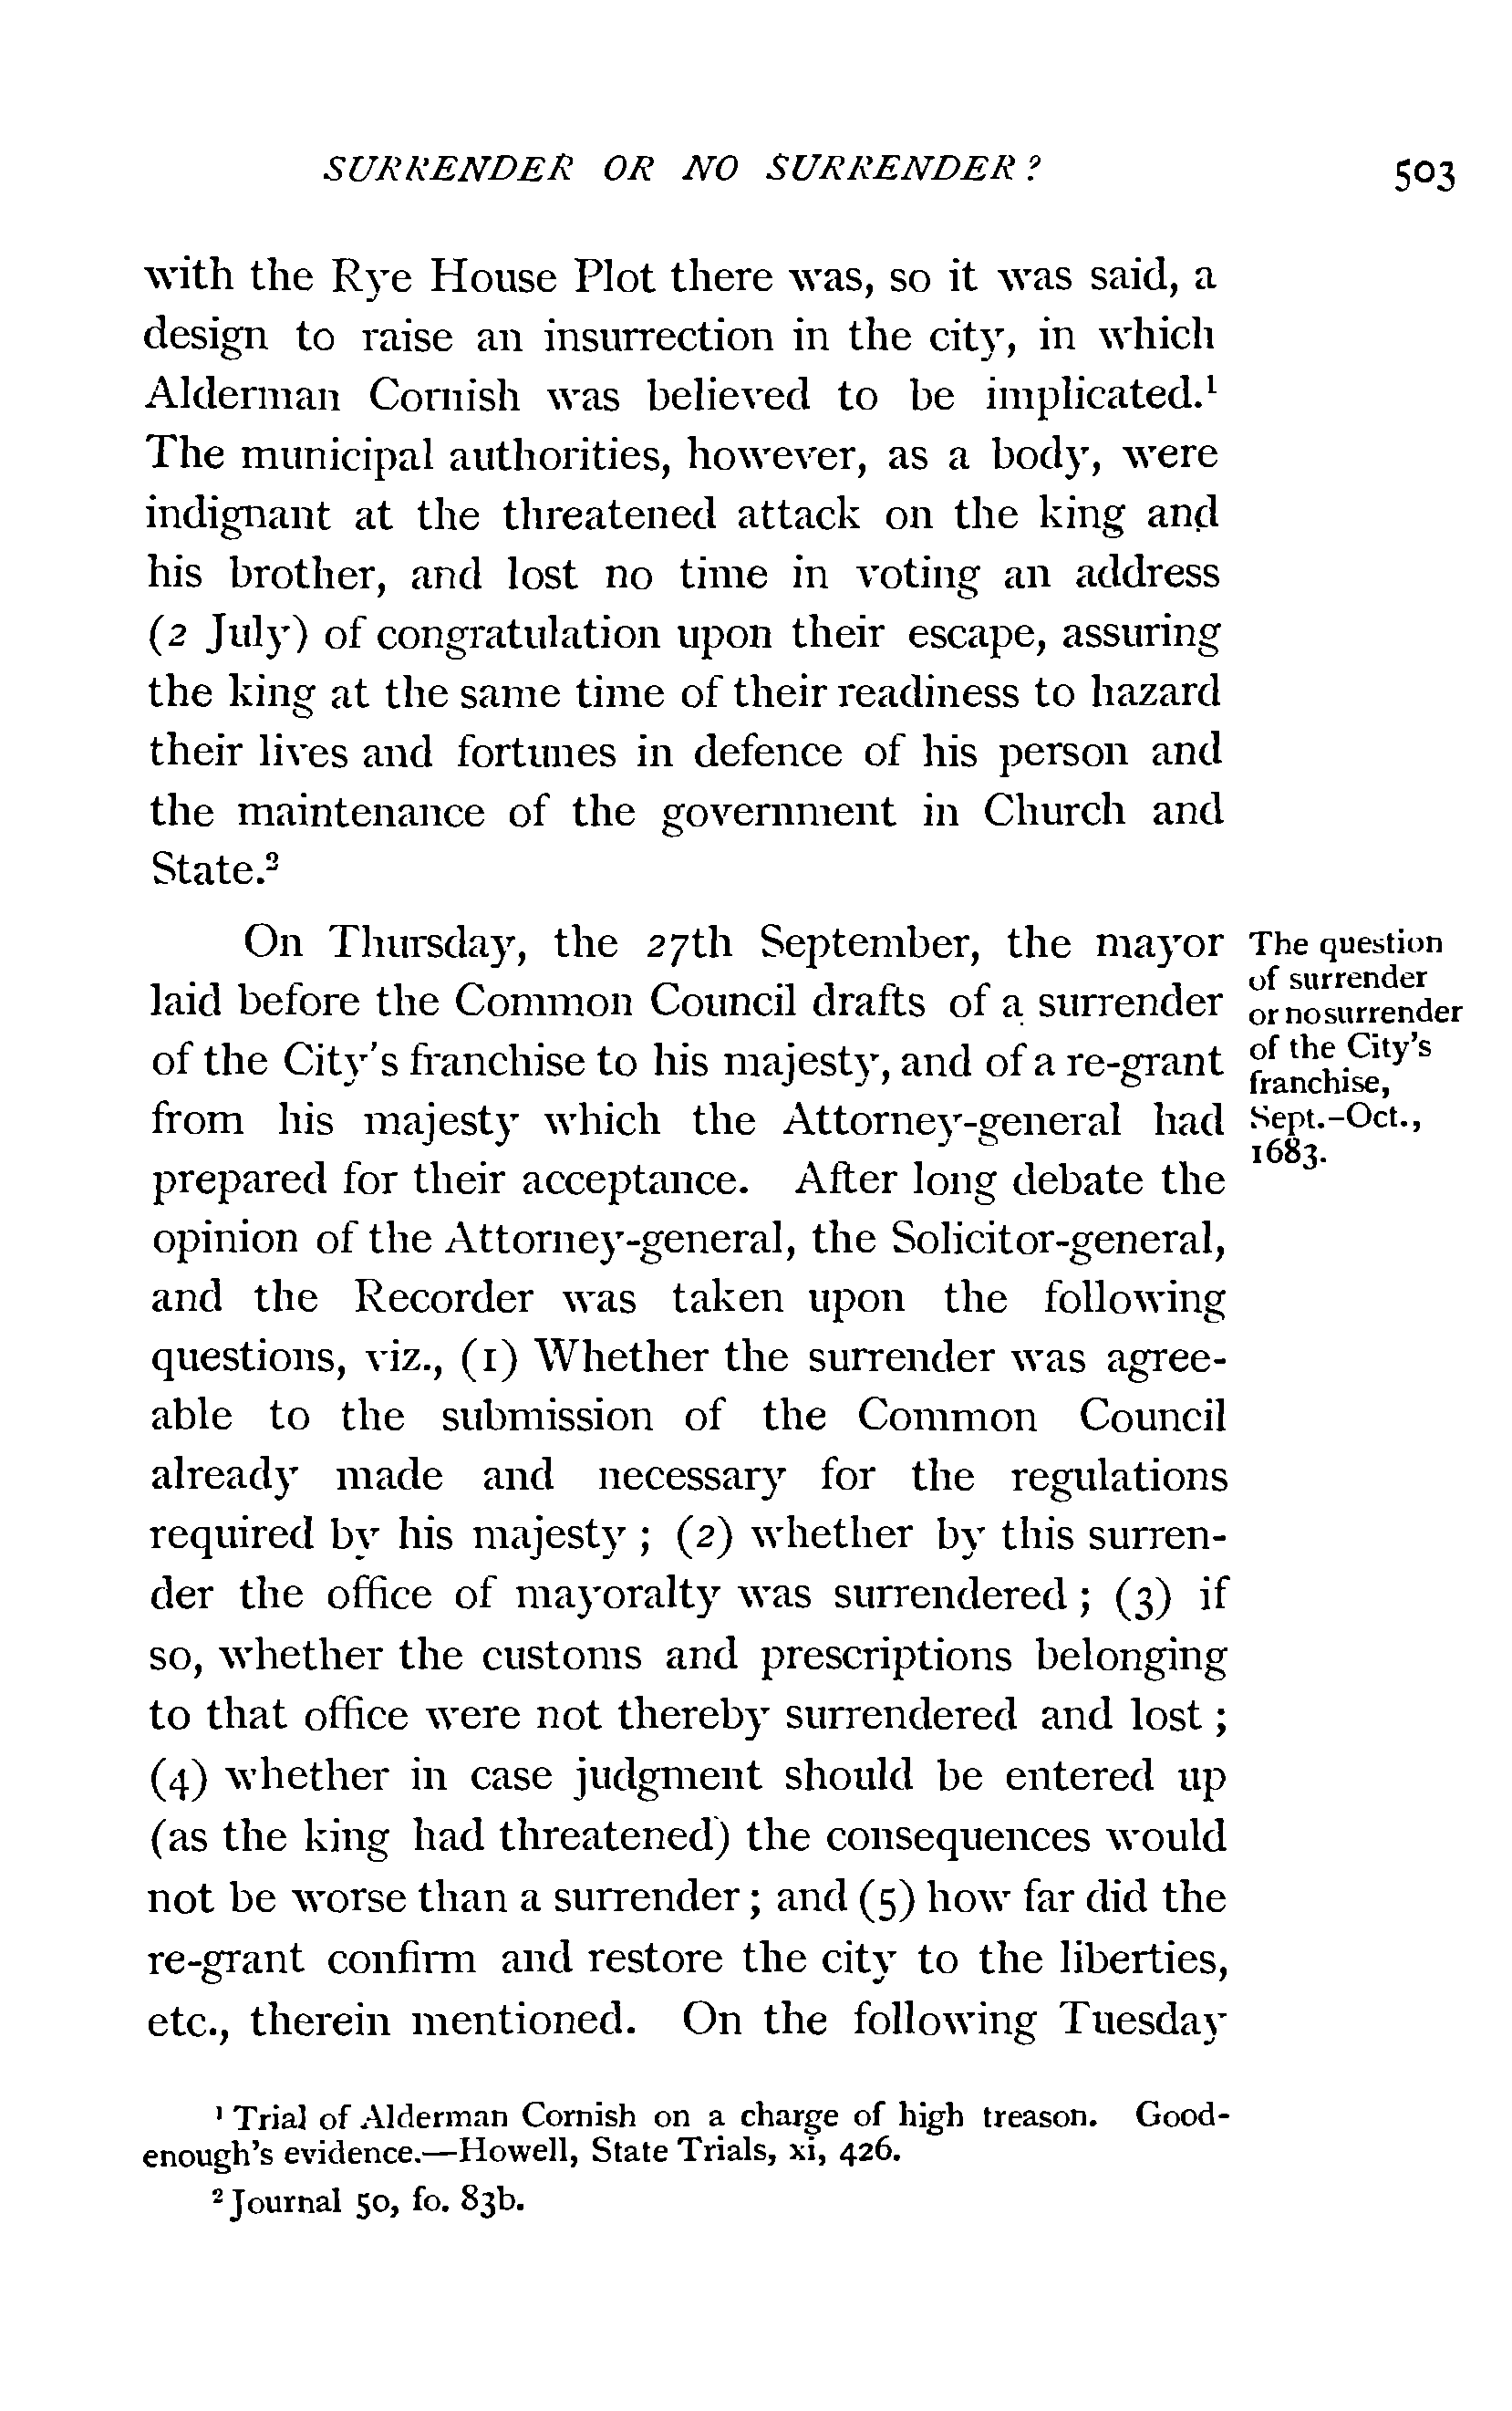 SURRENDER OR NO SURRENDER ?
503
with the Rye House Plot there was, so it was said, a
design to raise an insurrection in the city, in which
Alderman Cornish was believed to be implicated.¹
The municipal authorities, however, as a body, were
indignant at the threatened attack on the king and
his brother, and lost no time in voting an address
(2 July) of congratulation upon their escape, assuring
the king at the same time of their readiness to hazard
their lives and fortunes in defence of his person and
the maintenance of the government in Church and
State.²
On Thursday, the 27th September, the mayor
laid before the Common Council drafts of a surrender
of the City's franchise to his majesty, and of a re-grant
from his majesty which the Attorney-general had
prepared for their acceptance. After long debate the
opinion of the Attorney-general, the Solicitor-general,
and the Recorder was taken upon the following
questions, viz., (1) Whether the surrender was agree-
able to the submission of the Common Council
already made and necessary for the regulations
required by his majesty ; (2) whether by this surren-
der the office of mayoralty was surrendered ; (3) if
so, whether the customs and prescriptions belonging
to that office were not thereby surrendered and lost ;
(4) whether in case judgment should be entered up
(as the king had threatened) the consequences would
not be worse than a surrender ; and (5) how far did the
re-grant confirm and restore the city to the liberties,
etc., therein mentioned. On the following Tuesday
The question
of surrender
or no surrender
of the City's
franchise,
Sept.-Oct.,
1683.
¹ Trial of Alderman Cornish on a charge of high treason. Good-
enough's evidence.—Howell, State Trials, xi, 426.
² Journal 50, fo. 83b.